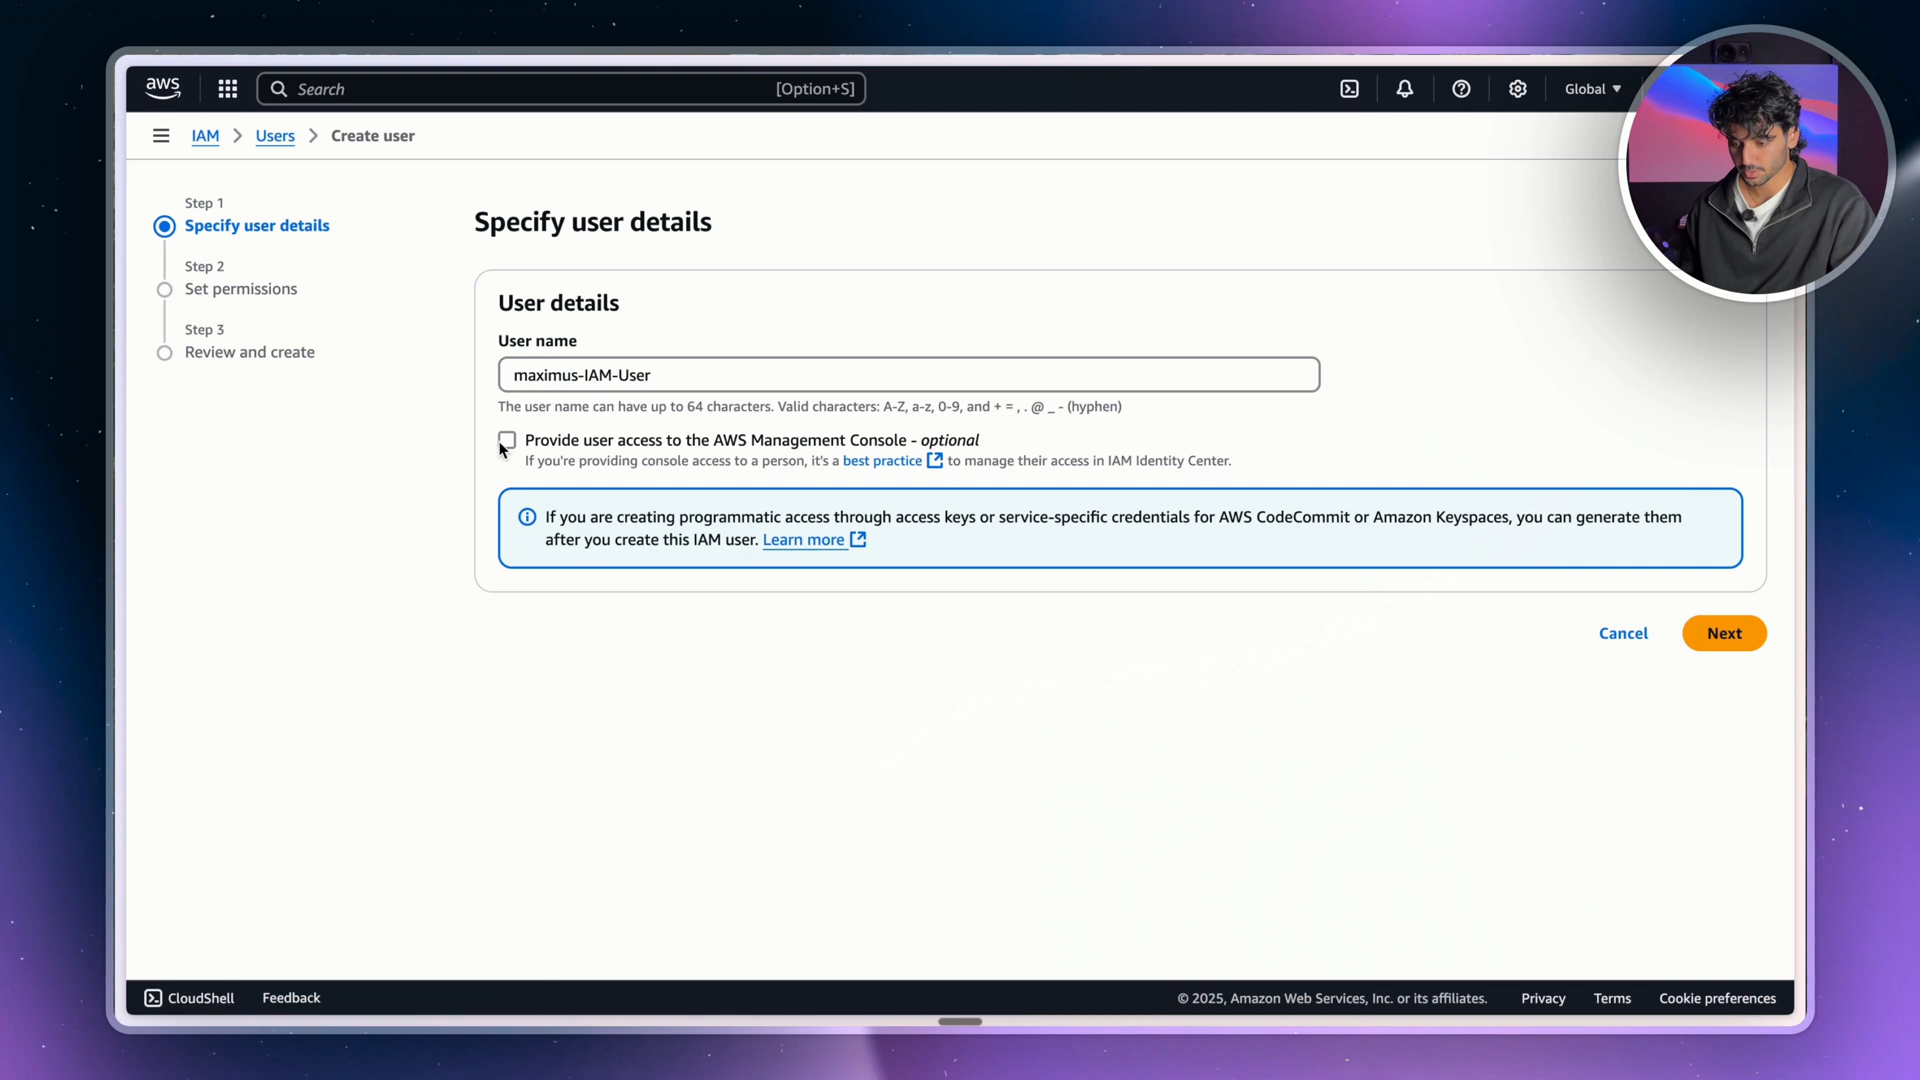 aws
Search
[Option+S]
Global
IAM
Users
Create user
Step 1
Specify user details
Step 2
Set permissions
Step 3
Review and create
Specify user details
User details
User name
maximus-IAM-User
The user name can have up to 64 characters. Valid characters: A-Z, a-z, 0-9, and + = , . @ _ - (hyphen)
Provide user access to the AWS Management Console - optional
If you're providing console access to a person, it's a best practice to manage their access in IAM Identity Center.
If you are creating programmatic access through access keys or service-specific credentials for AWS CodeCommit or Amazon Keyspaces, you can generate them
after you create this IAM user. Learn more
Cancel
Next
CloudShell
Feedback
© 2025, Amazon Web Services, Inc. or its affiliates.
Privacy
Terms
Cookie preferences